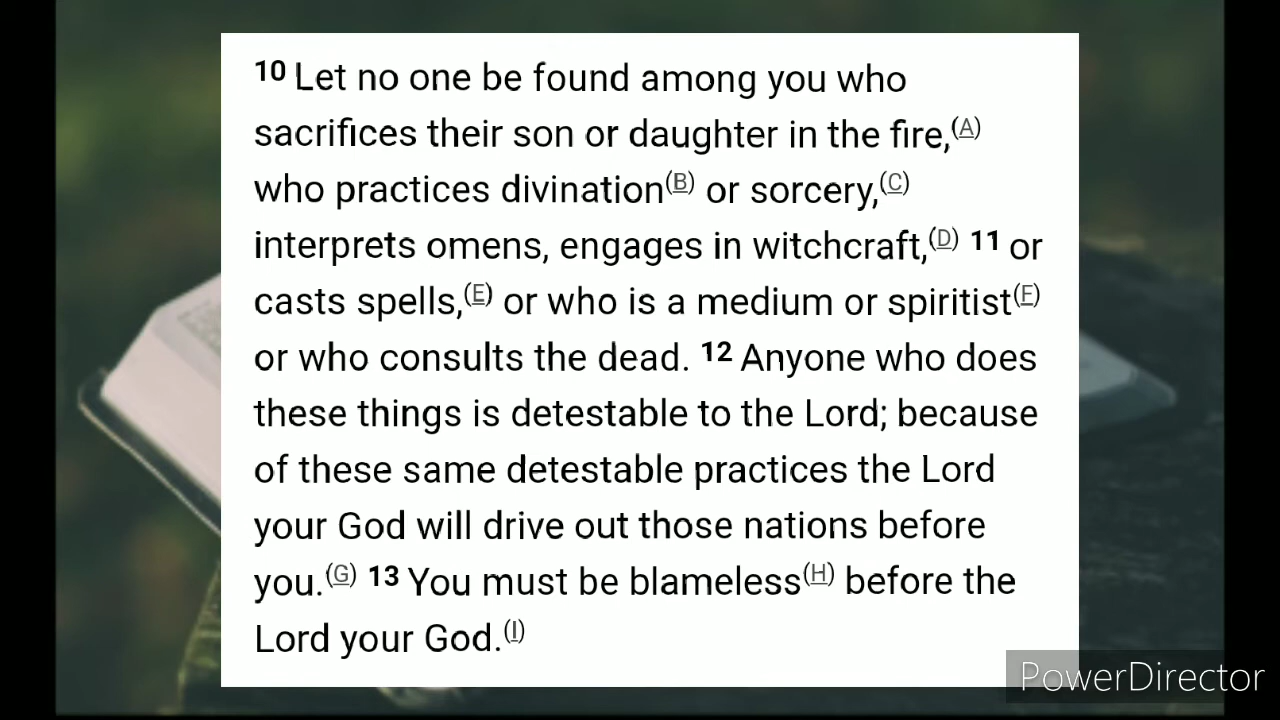 10 Let no one be found among you who
sacrifices their son or daughter in the fire,(A)
who practices divination(B) or sorcery,(C)
interprets omens, engages in witchcraft,(D) 11 or
casts spells,(E) or who is a medium or spiritist(F)
or who consults the dead. 12 Anyone who does
these things is detestable to the Lord; because
of these same detestable practices the Lord
your God will drive out those nations before
you.(G) 13 You must be blameless(H) before the
Lord your God.(I)
PowerDirector